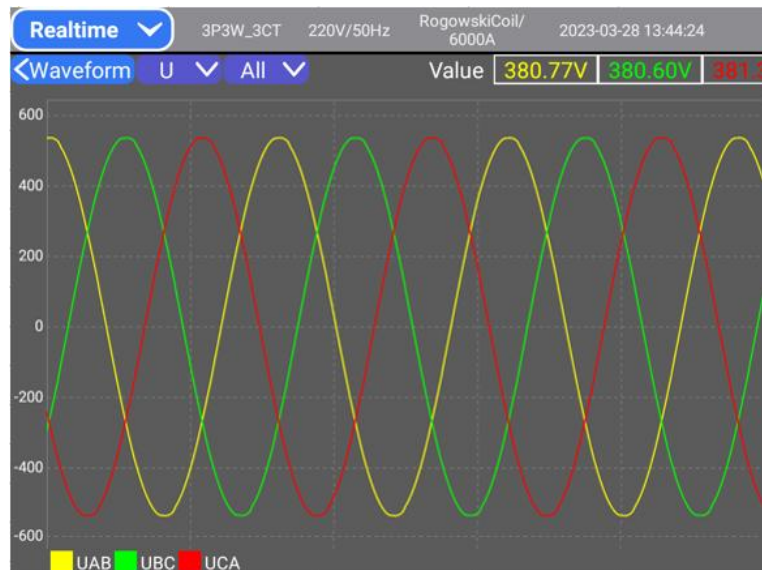 Realtime 3P3W_3CT 220V/50Hz RogowskiCoil/ 6000A 2023-03-28 13:44:24
Waveform U All Value 380.77V 380.60V
600
400
200
0
-200
-400
-600
UAB UBC UCA